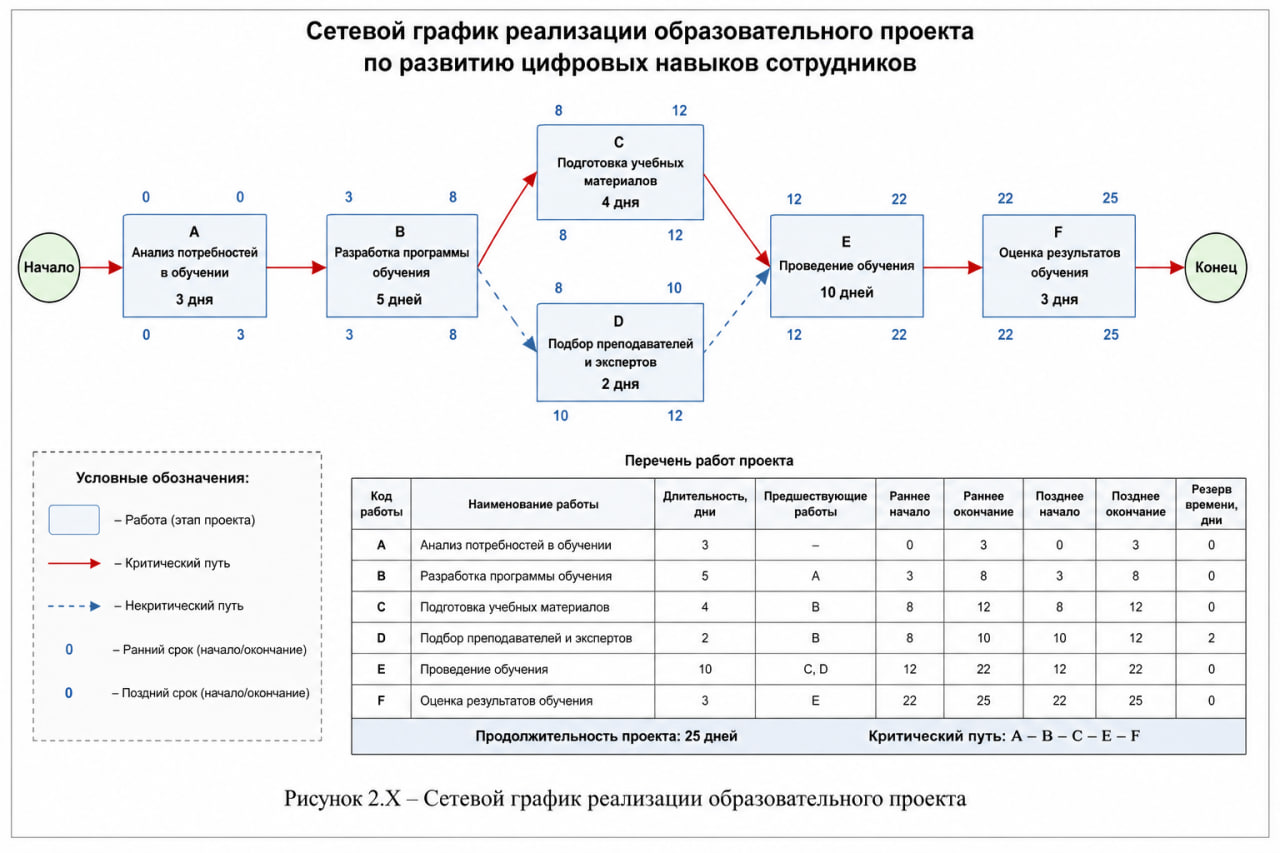 Сетевой график реализации образовательного проекта
по развитию цифровых навыков сотрудников
8 12
C
Подготовка учебных
материалов
4 дня
8 12
0 0
A
Анализ потребностей
в обучении
3 дня
0 3
3 8
B
Разработка программы
обучения
5 дней
3 8
Начало
8 10
D
Подбор преподавателей
и экспертов
2 дня
10 12
12 22
E
Проведение обучения
10 дней
12 22
22 25
F
Оценка результатов
обучения
3 дня
22 25
Конец
Условные обозначения:
– Работа (этап проекта)
– Критический путь
– Некритический путь
0 – Ранний срок (начало/окончание)
0 – Поздний срок (начало/окончание)
Перечень работ проекта
Код работы Наименование работы Длительность, дни Предшествующие работы Раннее начало Раннее окончание Позднее начало Позднее окончание Резерв времени, дни
A Анализ потребностей в обучении 3 – 0 3 0 3 0
B Разработка программы обучения 5 A 3 8 3 8 0
C Подготовка учебных материалов 4 B 8 12 8 12 0
D Подбор преподавателей и экспертов 2 B 8 10 10 12 2
E Проведение обучения 10 C, D 12 22 12 22 0
F Оценка результатов обучения 3 E 22 25 22 25 0
Продолжительность проекта: 25 дней Критический путь: A – B – C – E – F
Рисунок 2.X – Сетевой график реализации образовательного проекта